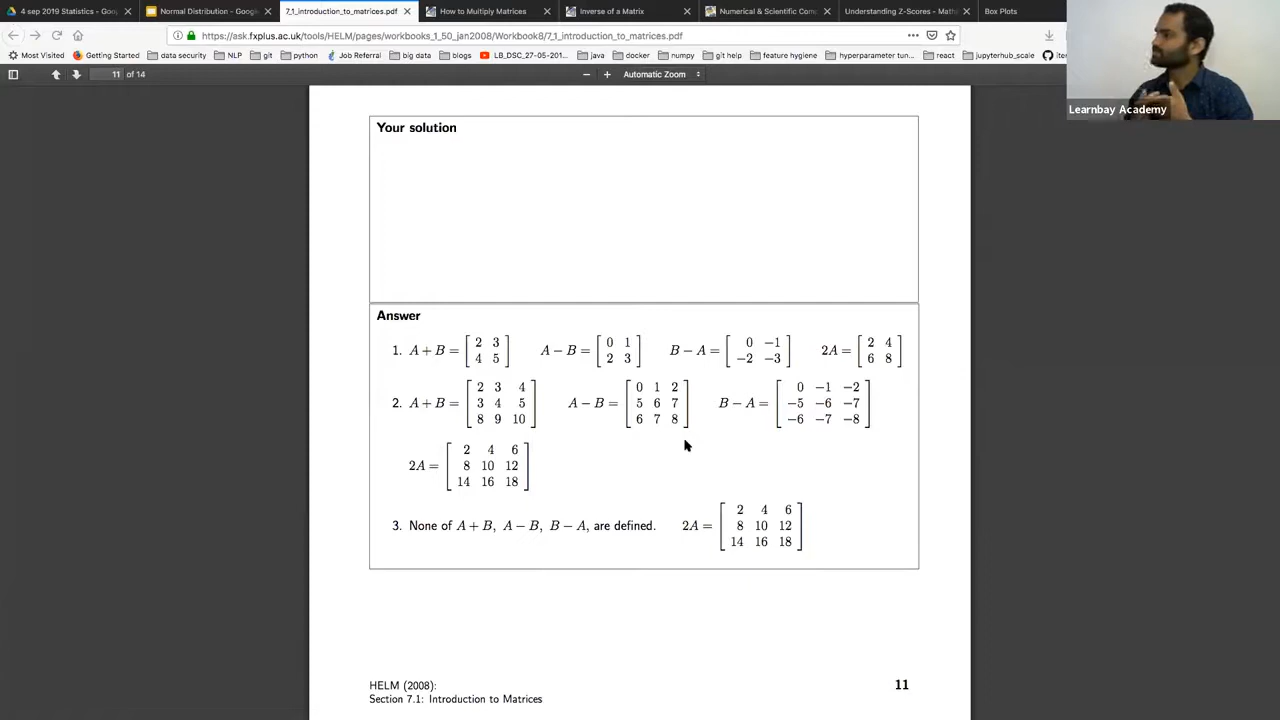 4 sep 2019 Statistics - Goo
Normal Distribution - Google
7_1_introduction_to_matrices.pdf
How to Multiply Matrices
Inverse of a Matrix
Numerical & Scientific Com
Understanding Z-Scores - Math
Box Plots
https://ask.fxplus.ac.uk/tools/HELM/pages/workbooks_1_50_jan2008/Workbook8/7_1_introduction_to_matrices.pdf
Most Visited Getting Started data security NLP git python Job Referral big data blogs LB_DSC_27-05-201... java docker numpy git help feature hygiene hyperparameter tun... react jupyterhub_scale
11 of 14
Automatic Zoom
Learnbay Academy
Your solution
Answer
1. A + B = [ 2 3 ; 4 5 ] A − B = [ 0 1 ; 2 3 ] B − A = [ 0 −1 ; −2 −3 ] 2A = [ 2 4 ; 6 8 ]
2. A + B = [ 2 3 4 ; 3 4 5 ; 8 9 10 ] A − B = [ 0 1 2 ; 5 6 7 ; 6 7 8 ] B − A = [ 0 −1 −2 ; −5 −6 −7 ; −6 −7 −8 ]
2A = [ 2 4 6 ; 8 10 12 ; 14 16 18 ]
3. None of A + B, A − B, B − A, are defined. 2A = [ 2 4 6 ; 8 10 12 ; 14 16 18 ]
HELM (2008):
Section 7.1: Introduction to Matrices
11